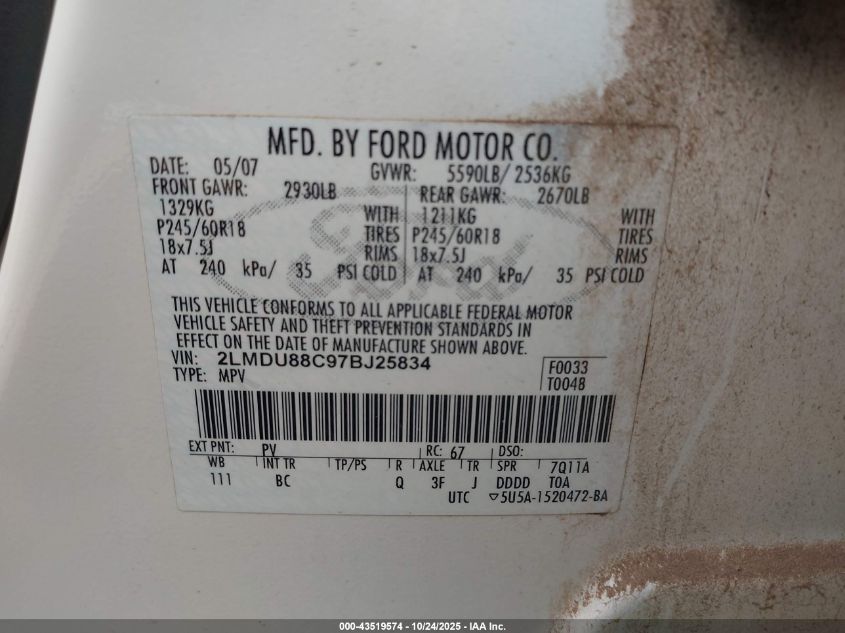 MFD. BY FORD MOTOR CO.
DATE: 05/07 GVWR: 5590LB/ 2536KG
FRONT GAWR: 2930LB REAR GAWR: 2670LB
1329KG WITH 1211KG WITH
P245/60R18 TIRES P245/60R18 TIRES
18x7.5J RIMS 18x7.5J RIMS
AT 240 kPa/ 35 PSI COLD AT 240 kPa/ 35 PSI COLD
THIS VEHICLE CONFORMS TO ALL APPLICABLE FEDERAL MOTOR
VEHICLE SAFETY AND THEFT PREVENTION STANDARDS IN
EFFECT ON THE DATE OF MANUFACTURE SHOWN ABOVE.
VIN: 2LMDU88C97BJ25834 F0033
TYPE: MPV T0048
EXT PNT: PV RC: 67 DSO:
WB INT TR TP/PS R AXLE TR SPR 7Q11A
111 BC Q 3F J DDDD TOA
UTC ▽5U5A-1520472-BA
Ford
000-43519574 - 10/24/2025 - IAA Inc.